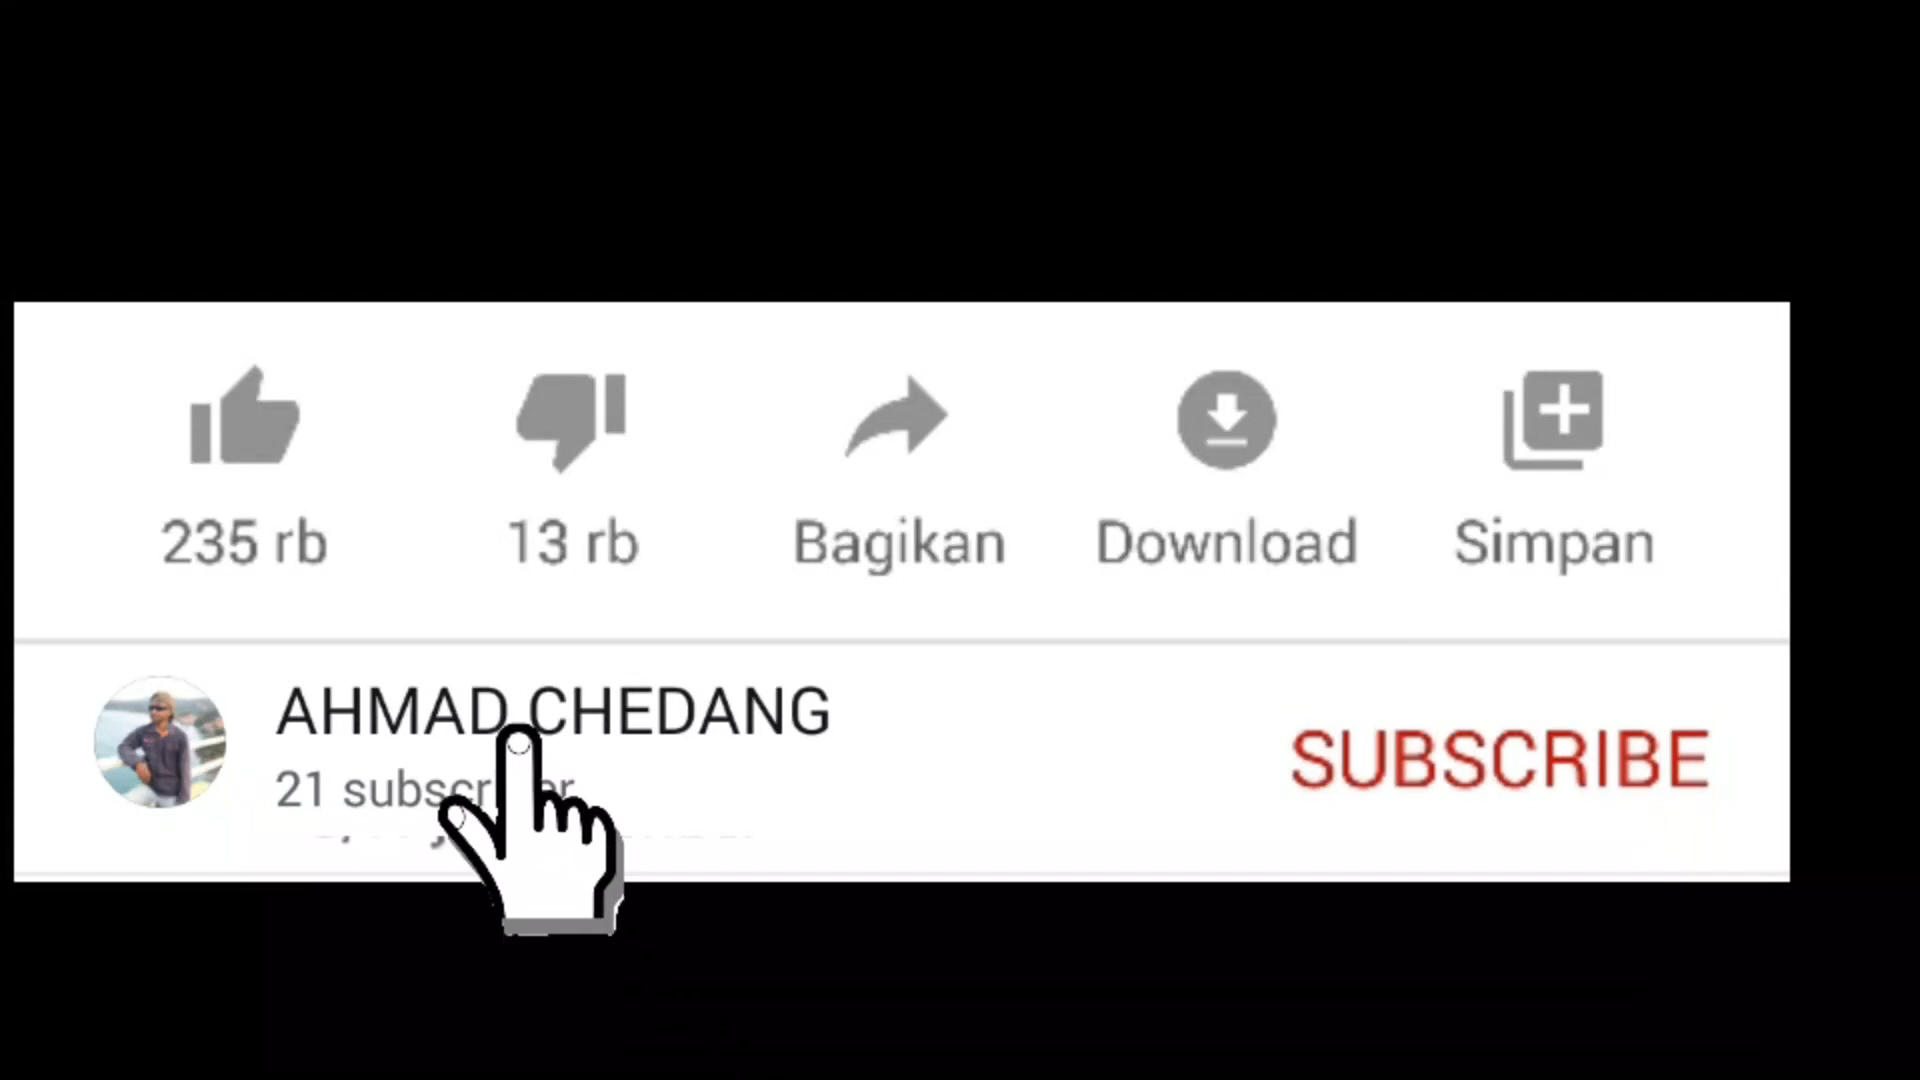 235 rb 13 rb Bagikan Download Simpan
AHMAD CHEDANG
SUBSCRIBE
21